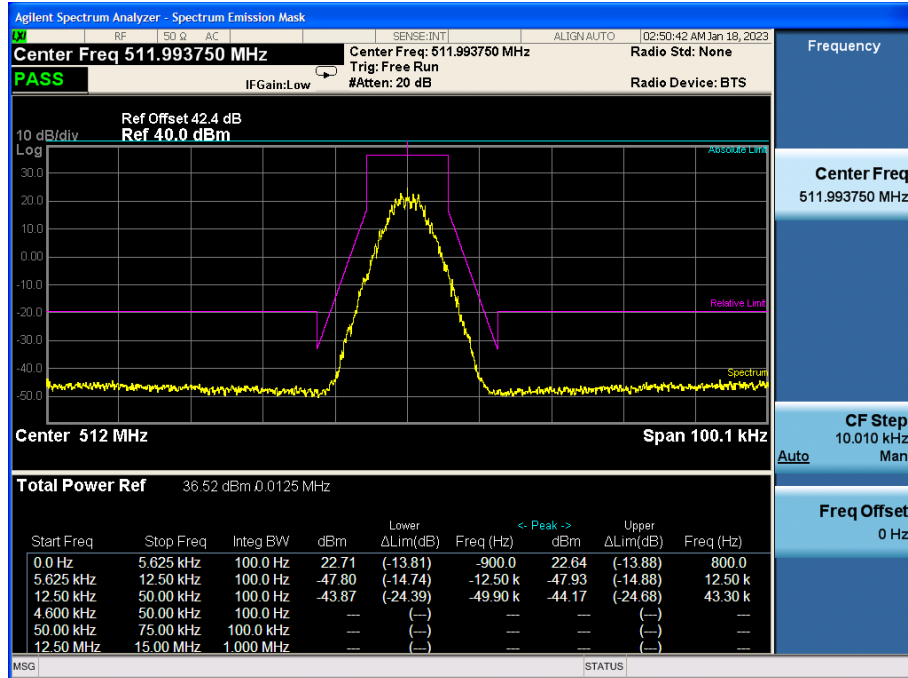 Agilent Spectrum Analyzer - Spectrum Emission Mask
LXI RF 50 Ω AC SENSE:INT ALIGN AUTO 02:50:42 AM Jan 18, 2023
Center Freq 511.993750 MHz
Center Freq: 511.993750 MHz Radio Std: None
Trig: Free Run
PASS IFGain:Low #Atten: 20 dB Radio Device: BTS
Ref Offset 42.4 dB
10 dB/div Ref 40.0 dBm
Log
Absolute Limit
30.0
20.0
10.0
0.00
-10.0
-20.0
Relative Limit
-30.0
-40.0
Spectrum
-50.0
Center 512 MHz Span 100.1 kHz
Total Power Ref 36.52 dBm / 0.0125 MHz
Lower <- Peak -> Upper
Start Freq Stop Freq Integ BW dBm ΔLim(dB) Freq (Hz) dBm ΔLim(dB) Freq (Hz)
0.0 Hz 5.625 kHz 100.0 Hz 22.71 (-13.81) -900.0 22.64 (-13.88) 800.0
5.625 kHz 12.50 kHz 100.0 Hz -47.80 (-14.74) -12.50 k -47.93 (-14.88) 12.50 k
12.50 kHz 50.00 kHz 100.0 Hz -43.87 (-24.39) -49.90 k -44.17 (-24.68) 43.30 k
4.600 kHz 50.00 kHz 100.0 Hz --- (---) --- --- (---) ---
50.00 kHz 75.00 kHz 100.0 kHz --- (---) --- --- (---) ---
12.50 MHz 15.00 MHz 1.000 MHz --- (---) --- --- (---) ---
MSG STATUS
Frequency
Center Freq
511.993750 MHz
CF Step
10.010 kHz
Auto Man
Freq Offset
0 Hz